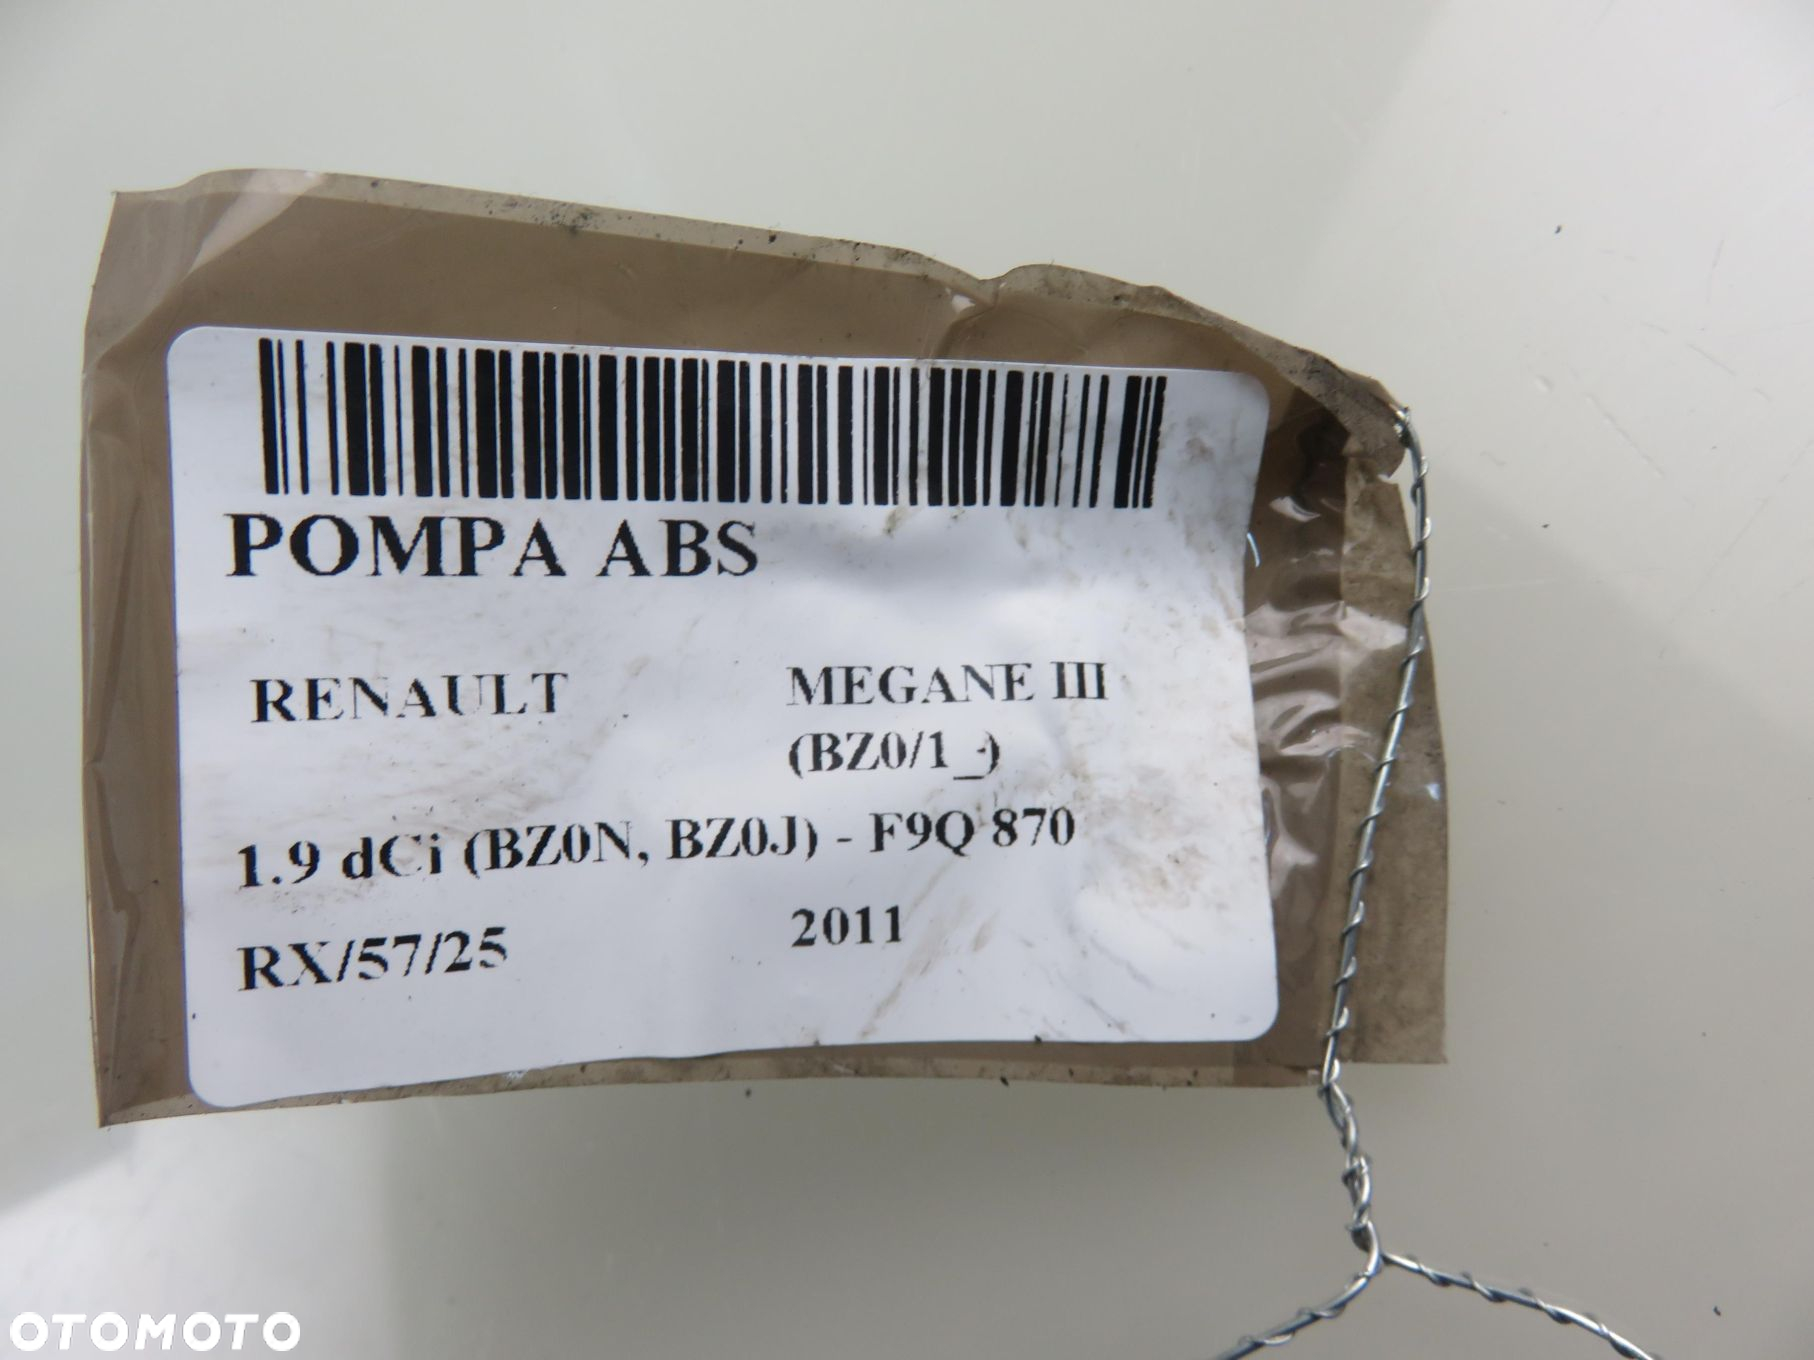 POMPA ABS
RENAULT MEGANE III
(BZ0/1_)
1.9 dCi (BZ0N, BZ0J) - F9Q 870
RX/57/25 2011
OTOMOTO